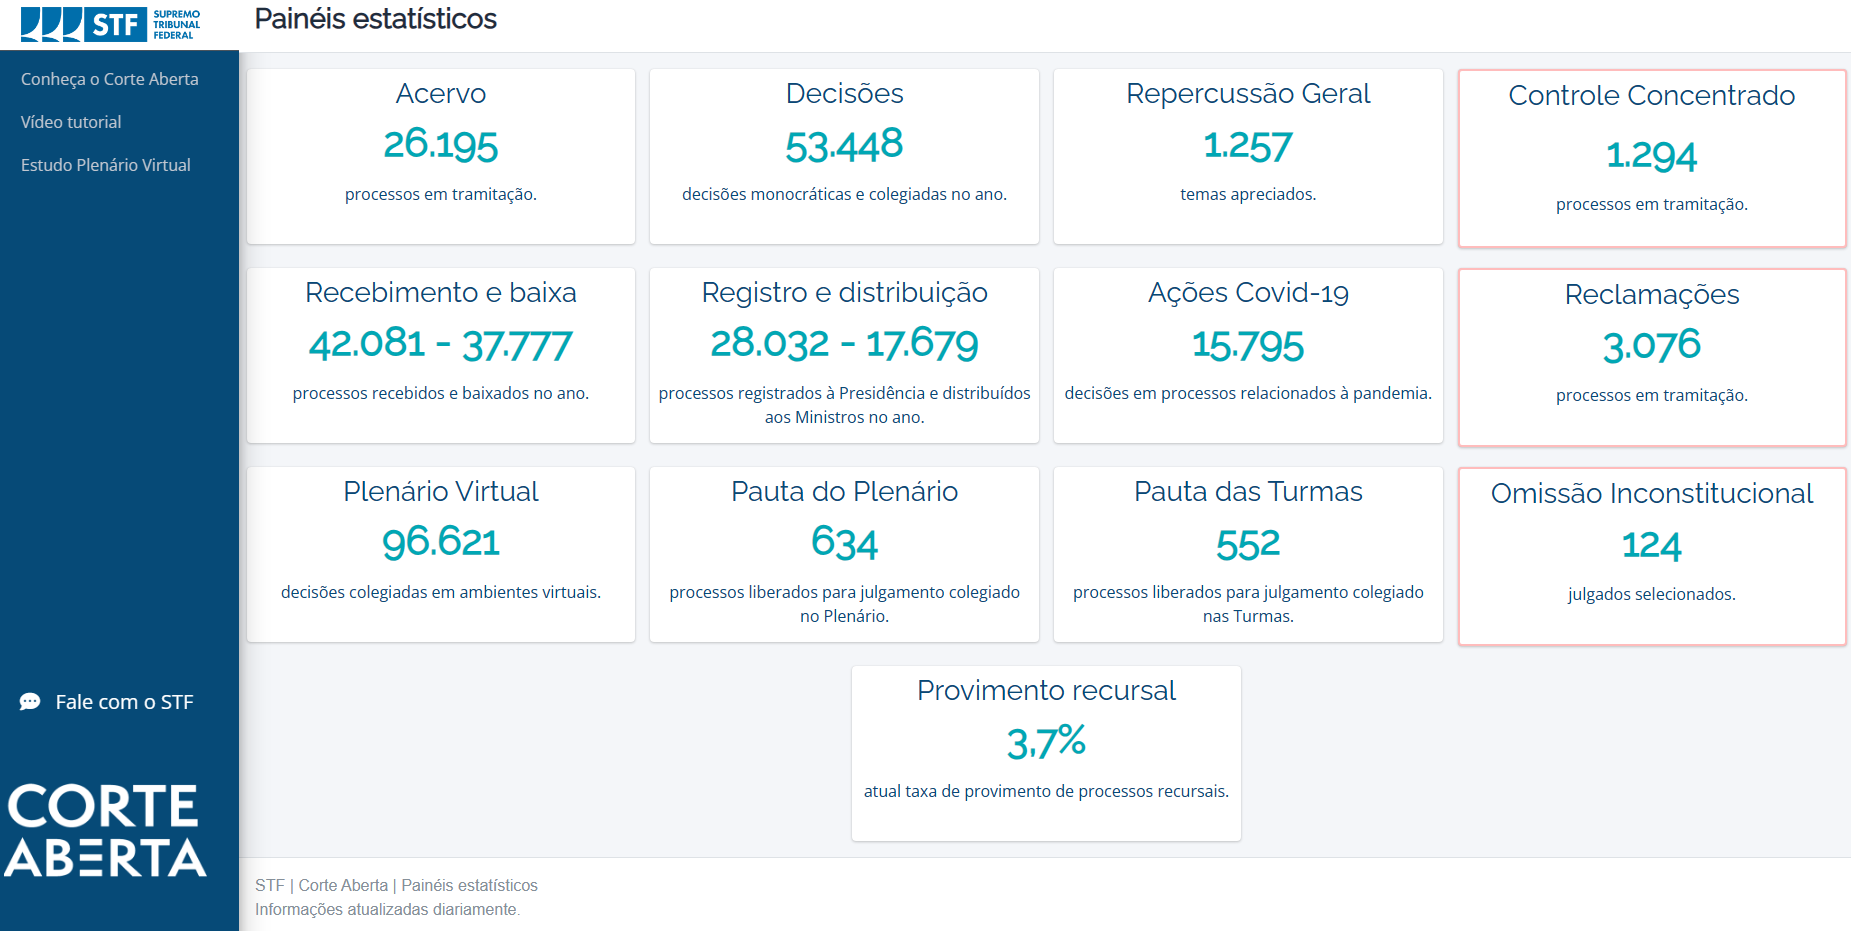 STF SUPREMO
TRIBUNAL
FEDERAL
Painéis estatísticos
Conheça o Corte Aberta
Vídeo tutorial
Estudo Plenário Virtual
Fale com o STF
CORTE
ABERTA
Acervo
26.195
processos em tramitação.
Decisões
53.448
decisões monocráticas e colegiadas no ano.
Repercussão Geral
1.257
temas apreciados.
Controle Concentrado
1.294
processos em tramitação.
Recebimento e baixa
42.081 - 37.777
processos recebidos e baixados no ano.
Registro e distribuição
28.032 - 17.679
processos registrados à Presidência e distribuídos
aos Ministros no ano.
Ações Covid-19
15.795
decisões em processos relacionados à pandemia.
Reclamações
3.076
processos em tramitação.
Plenário Virtual
96.621
decisões colegiadas em ambientes virtuais.
Pauta do Plenário
634
processos liberados para julgamento colegiado
no Plenário.
Pauta das Turmas
552
processos liberados para julgamento colegiado
nas Turmas.
Omissão Inconstitucional
124
julgados selecionados.
Provimento recursal
3,7%
atual taxa de provimento de processos recursais.
STF | Corte Aberta | Painéis estatísticos
Informações atualizadas diariamente.